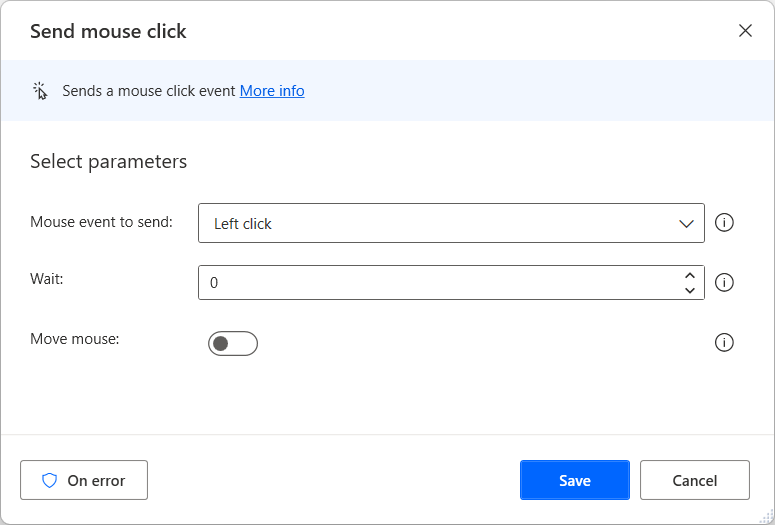 Send mouse click
Sends a mouse click event More info
Select parameters
Mouse event to send: Left click
Wait: 0
Move mouse:
On error Save Cancel